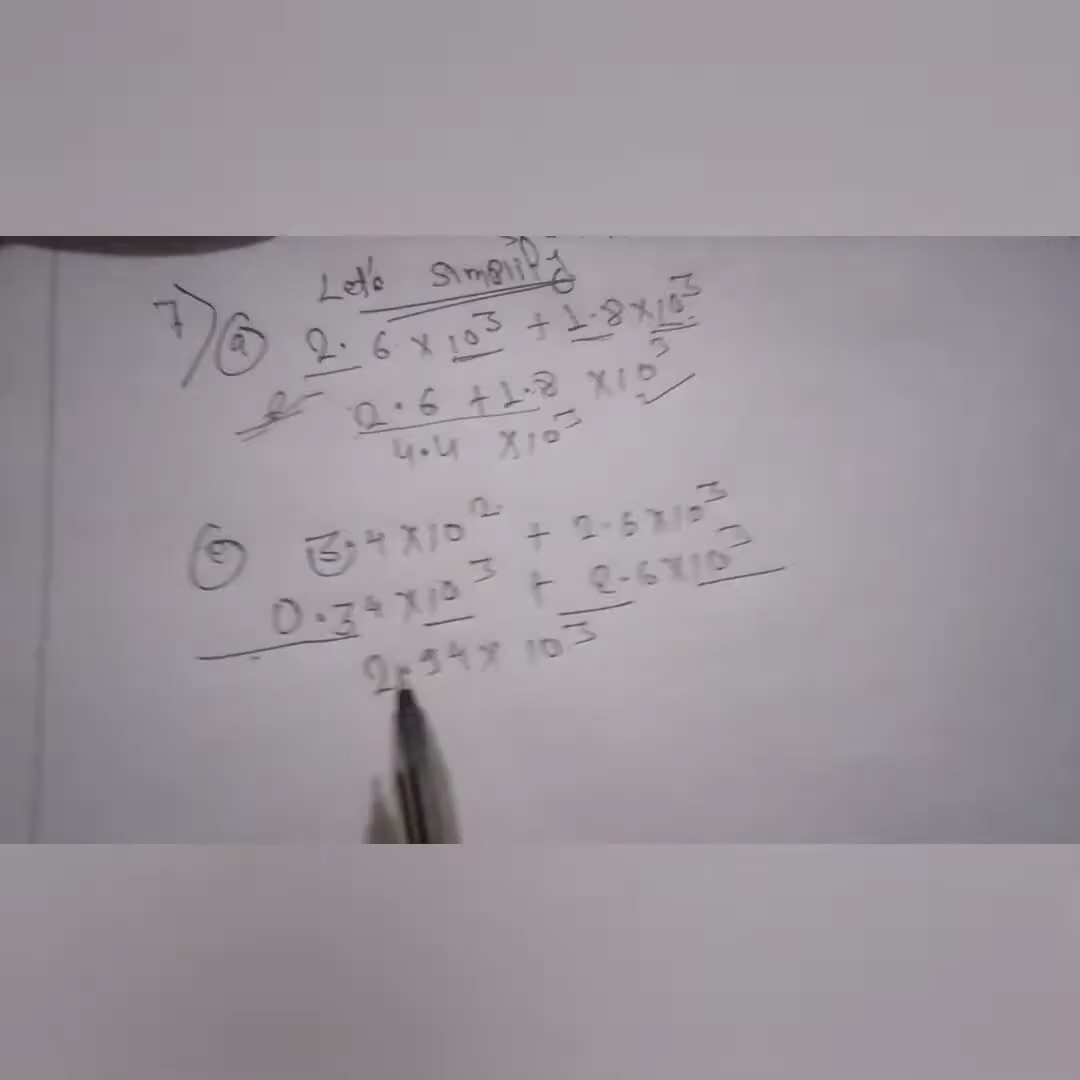 Let's simplify
7) (a) 2.6 × 10³ + 1.8 × 10³
2.6 + 1.8 × 10³
4.4 × 10³
(e) 3.4 × 10² + 2.6 × 10³
0.34 × 10³ + 2.6 × 10³
2.94 × 10³